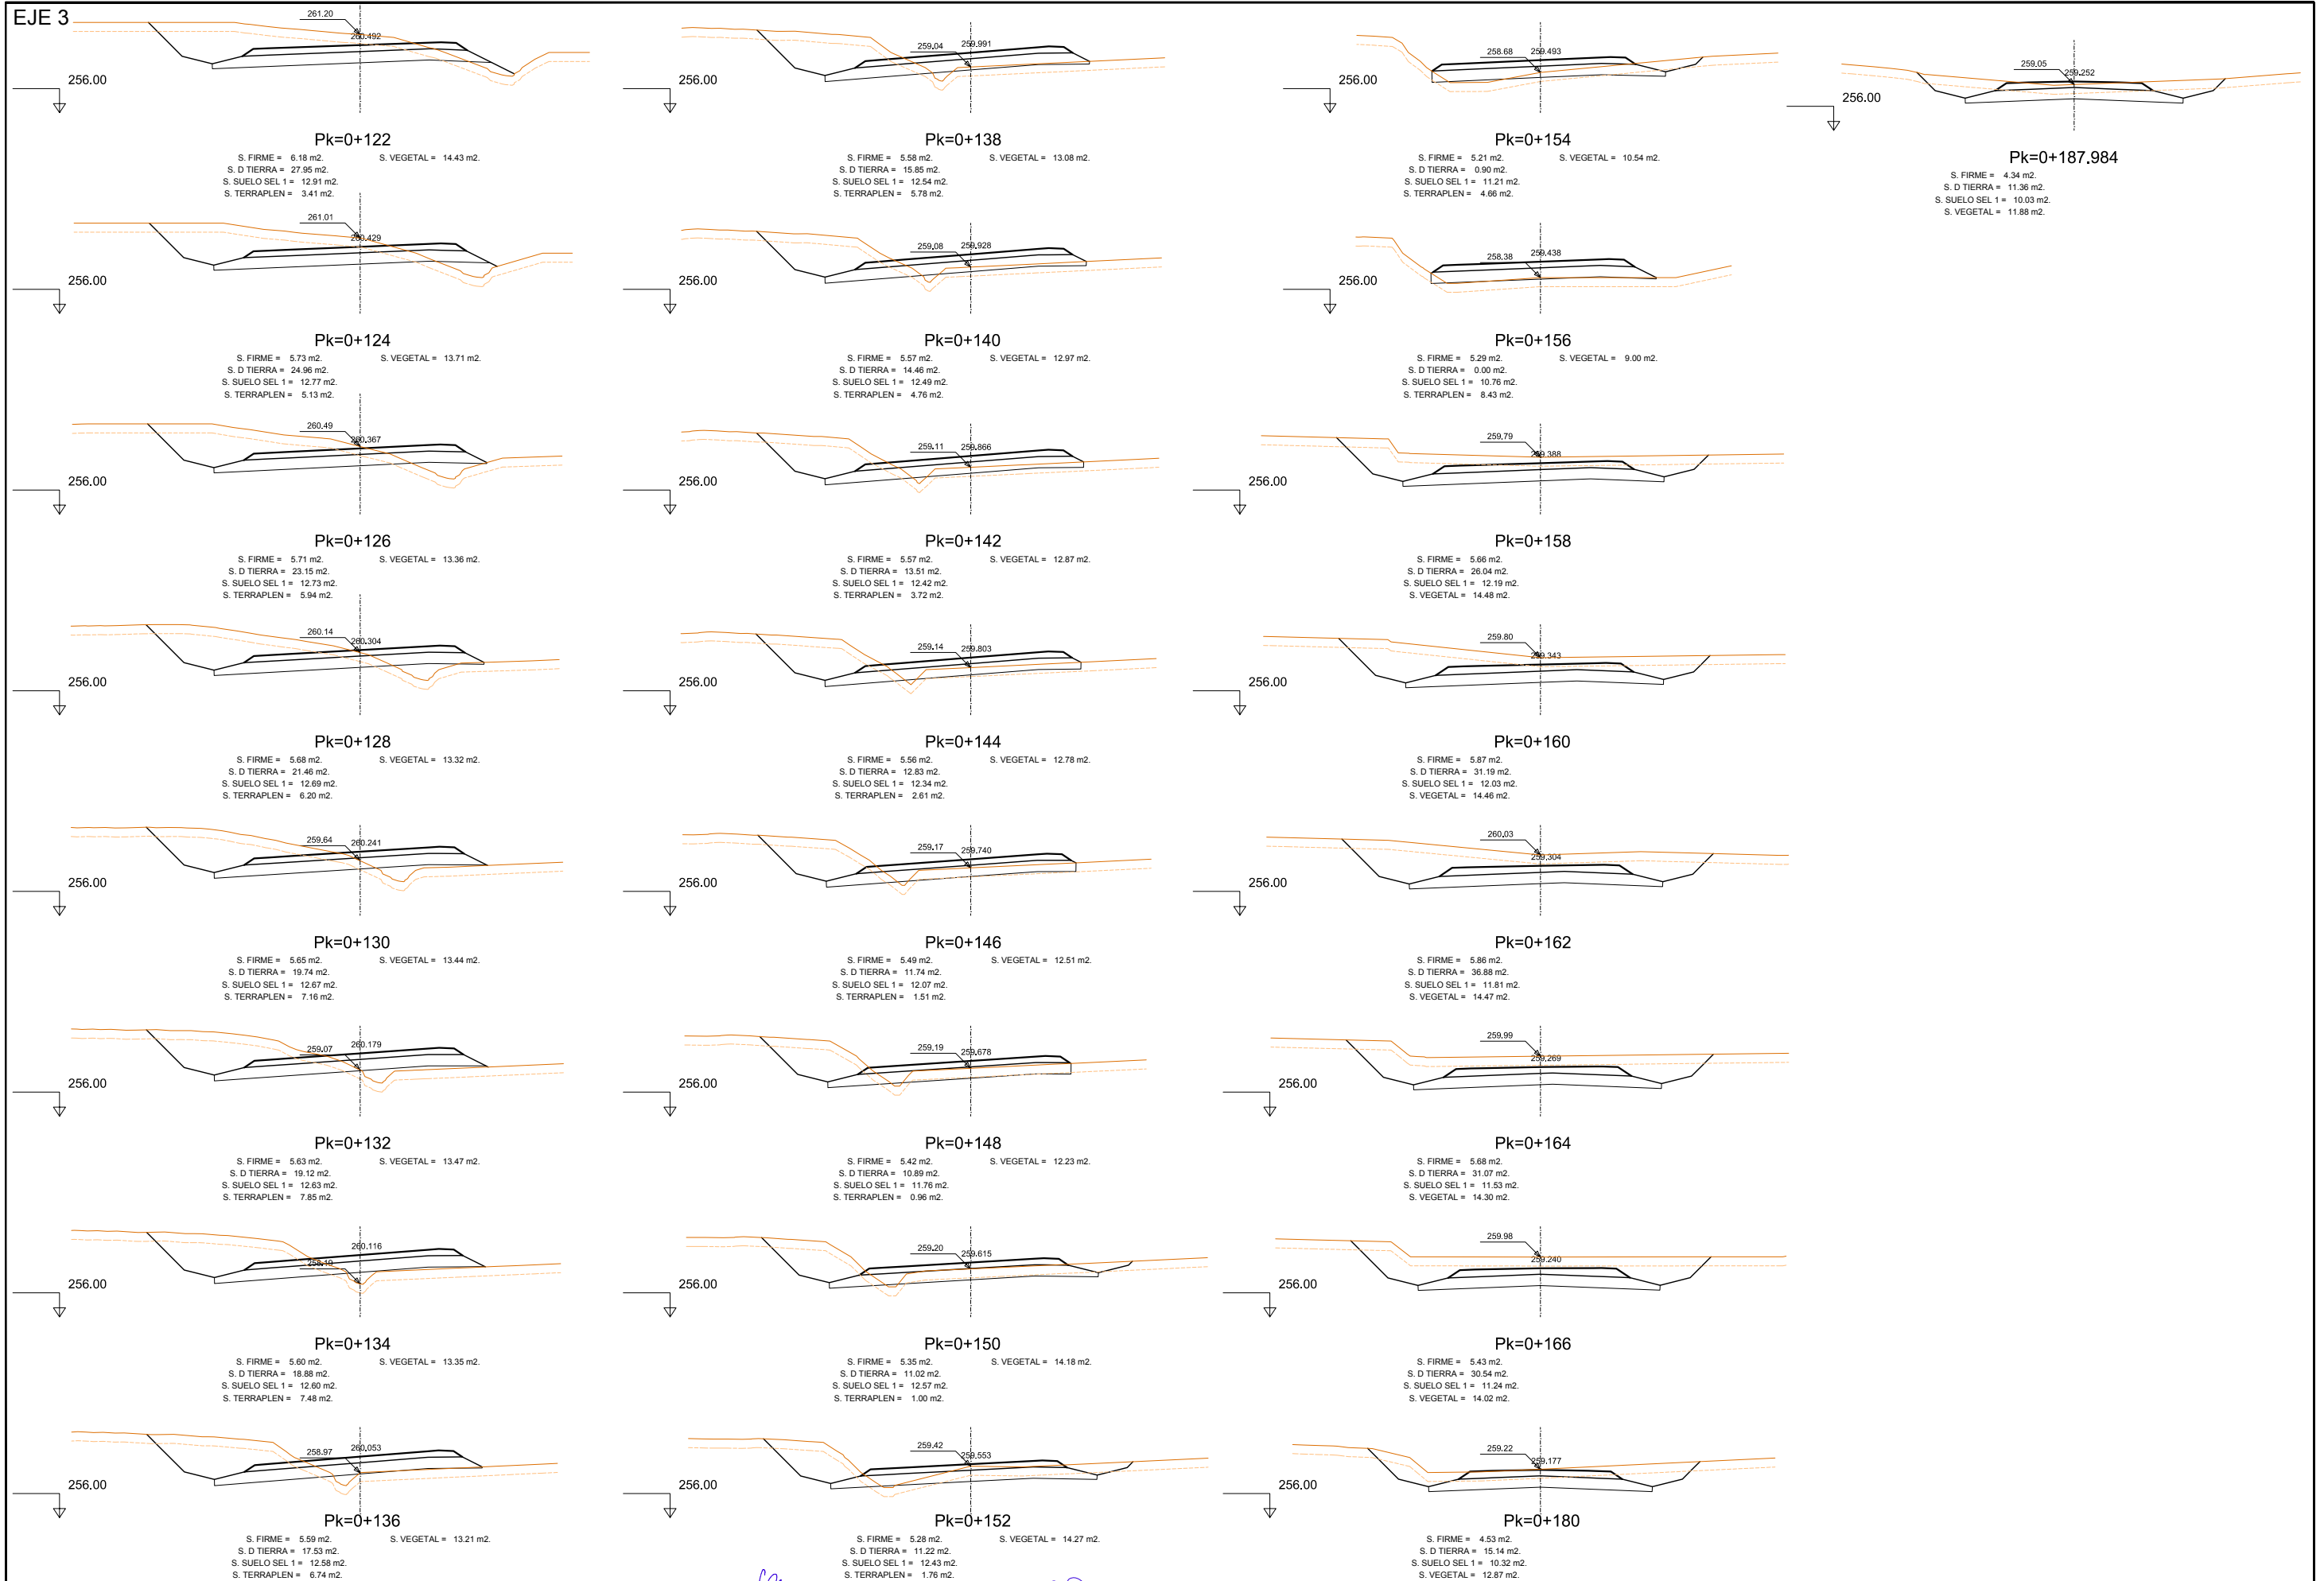 EJE 3
261.20
260.492
256.00
Pk=0+122
S. FIRME = 6.18 m2. S. VEGETAL = 14.43 m2.
S. D TIERRA = 27.95 m2.
S. SUELO SEL 1 = 12.91 m2.
S. TERRAPLEN = 3.41 m2.
261.01
260.429
256.00
Pk=0+124
S. FIRME = 5.73 m2. S. VEGETAL = 13.71 m2.
S. D TIERRA = 24.96 m2.
S. SUELO SEL 1 = 12.77 m2.
S. TERRAPLEN = 5.13 m2.
260.49
260.367
256.00
Pk=0+126
S. FIRME = 5.71 m2. S. VEGETAL = 13.36 m2.
S. D TIERRA = 23.15 m2.
S. SUELO SEL 1 = 12.73 m2.
S. TERRAPLEN = 5.94 m2.
260.14
260.304
256.00
Pk=0+128
S. FIRME = 5.68 m2. S. VEGETAL = 13.32 m2.
S. D TIERRA = 21.46 m2.
S. SUELO SEL 1 = 12.69 m2.
S. TERRAPLEN = 6.20 m2.
259.64 260.241
256.00
Pk=0+130
S. FIRME = 5.65 m2. S. VEGETAL = 13.44 m2.
S. D TIERRA = 19.74 m2.
S. SUELO SEL 1 = 12.67 m2.
S. TERRAPLEN = 7.16 m2.
259.07 260.179
256.00
Pk=0+132
S. FIRME = 5.63 m2. S. VEGETAL = 13.47 m2.
S. D TIERRA = 19.12 m2.
S. SUELO SEL 1 = 12.63 m2.
S. TERRAPLEN = 7.85 m2.
260.116
258.19
256.00
Pk=0+134
S. FIRME = 5.60 m2. S. VEGETAL = 13.35 m2.
S. D TIERRA = 18.88 m2.
S. SUELO SEL 1 = 12.60 m2.
S. TERRAPLEN = 7.48 m2.
258.97 260.053
256.00
Pk=0+136
S. FIRME = 5.59 m2. S. VEGETAL = 13.21 m2.
S. D TIERRA = 17.53 m2.
S. SUELO SEL 1 = 12.58 m2.
S. TERRAPLEN = 6.74 m2.
259.04 259.991
256.00
Pk=0+138
S. FIRME = 5.58 m2. S. VEGETAL = 13.08 m2.
S. D TIERRA = 15.85 m2.
S. SUELO SEL 1 = 12.54 m2.
S. TERRAPLEN = 5.78 m2.
259.08 259.928
256.00
Pk=0+140
S. FIRME = 5.57 m2. S. VEGETAL = 12.97 m2.
S. D TIERRA = 14.46 m2.
S. SUELO SEL 1 = 12.49 m2.
S. TERRAPLEN = 4.76 m2.
259.11 259.866
256.00
Pk=0+142
S. FIRME = 5.57 m2. S. VEGETAL = 12.87 m2.
S. D TIERRA = 13.51 m2.
S. SUELO SEL 1 = 12.42 m2.
S. TERRAPLEN = 3.72 m2.
259.14 259.803
256.00
Pk=0+144
S. FIRME = 5.56 m2. S. VEGETAL = 12.78 m2.
S. D TIERRA = 12.83 m2.
S. SUELO SEL 1 = 12.34 m2.
S. TERRAPLEN = 2.61 m2.
259.17 259.740
256.00
Pk=0+146
S. FIRME = 5.49 m2. S. VEGETAL = 12.51 m2.
S. D TIERRA = 11.74 m2.
S. SUELO SEL 1 = 12.07 m2.
S. TERRAPLEN = 1.51 m2.
259.19 259.678
256.00
Pk=0+148
S. FIRME = 5.42 m2. S. VEGETAL = 12.23 m2.
S. D TIERRA = 10.89 m2.
S. SUELO SEL 1 = 11.76 m2.
S. TERRAPLEN = 0.96 m2.
259.20 259.615
256.00
Pk=0+150
S. FIRME = 5.35 m2. S. VEGETAL = 14.18 m2.
S. D TIERRA = 11.02 m2.
S. SUELO SEL 1 = 12.57 m2.
S. TERRAPLEN = 1.00 m2.
259.42
259.553
256.00
Pk=0+152
S. FIRME = 5.28 m2. S. VEGETAL = 14.27 m2.
S. D TIERRA = 11.22 m2.
S. SUELO SEL 1 = 12.43 m2.
S. TERRAPLEN = 1.76 m2.
258.68 259.493
256.00
Pk=0+154
S. FIRME = 5.21 m2. S. VEGETAL = 10.54 m2.
S. D TIERRA = 0.90 m2.
S. SUELO SEL 1 = 11.21 m2.
S. TERRAPLEN = 4.66 m2.
258.38 259.438
256.00
Pk=0+156
S. FIRME = 5.29 m2. S. VEGETAL = 9.00 m2.
S. D TIERRA = 0.00 m2.
S. SUELO SEL 1 = 10.76 m2.
S. TERRAPLEN = 8.43 m2.
259.79
259.388
256.00
Pk=0+158
S. FIRME = 5.66 m2.
S. D TIERRA = 26.04 m2.
S. SUELO SEL 1 = 12.19 m2.
S. VEGETAL = 14.48 m2.
259.80
259.343
256.00
Pk=0+160
S. FIRME = 5.87 m2.
S. D TIERRA = 31.19 m2.
S. SUELO SEL 1 = 12.03 m2.
S. VEGETAL = 14.46 m2.
260.03
259.304
256.00
Pk=0+162
S. FIRME = 5.86 m2.
S. D TIERRA = 36.88 m2.
S. SUELO SEL 1 = 11.81 m2.
S. VEGETAL = 14.47 m2.
259.99
259.269
256.00
Pk=0+164
S. FIRME = 5.68 m2.
S. D TIERRA = 31.07 m2.
S. SUELO SEL 1 = 11.53 m2.
S. VEGETAL = 14.30 m2.
259.98
259.240
256.00
Pk=0+166
S. FIRME = 5.43 m2.
S. D TIERRA = 30.54 m2.
S. SUELO SEL 1 = 11.24 m2.
S. VEGETAL = 14.02 m2.
259.22
259.177
256.00
Pk=0+180
S. FIRME = 4.53 m2.
S. D TIERRA = 15.14 m2.
S. SUELO SEL 1 = 10.32 m2.
S. VEGETAL = 12.87 m2.
259.05
259.252
256.00
Pk=0+187.984
S. FIRME = 4.34 m2.
S. D TIERRA = 11.36 m2.
S. SUELO SEL 1 = 10.03 m2.
S. VEGETAL = 11.88 m2.